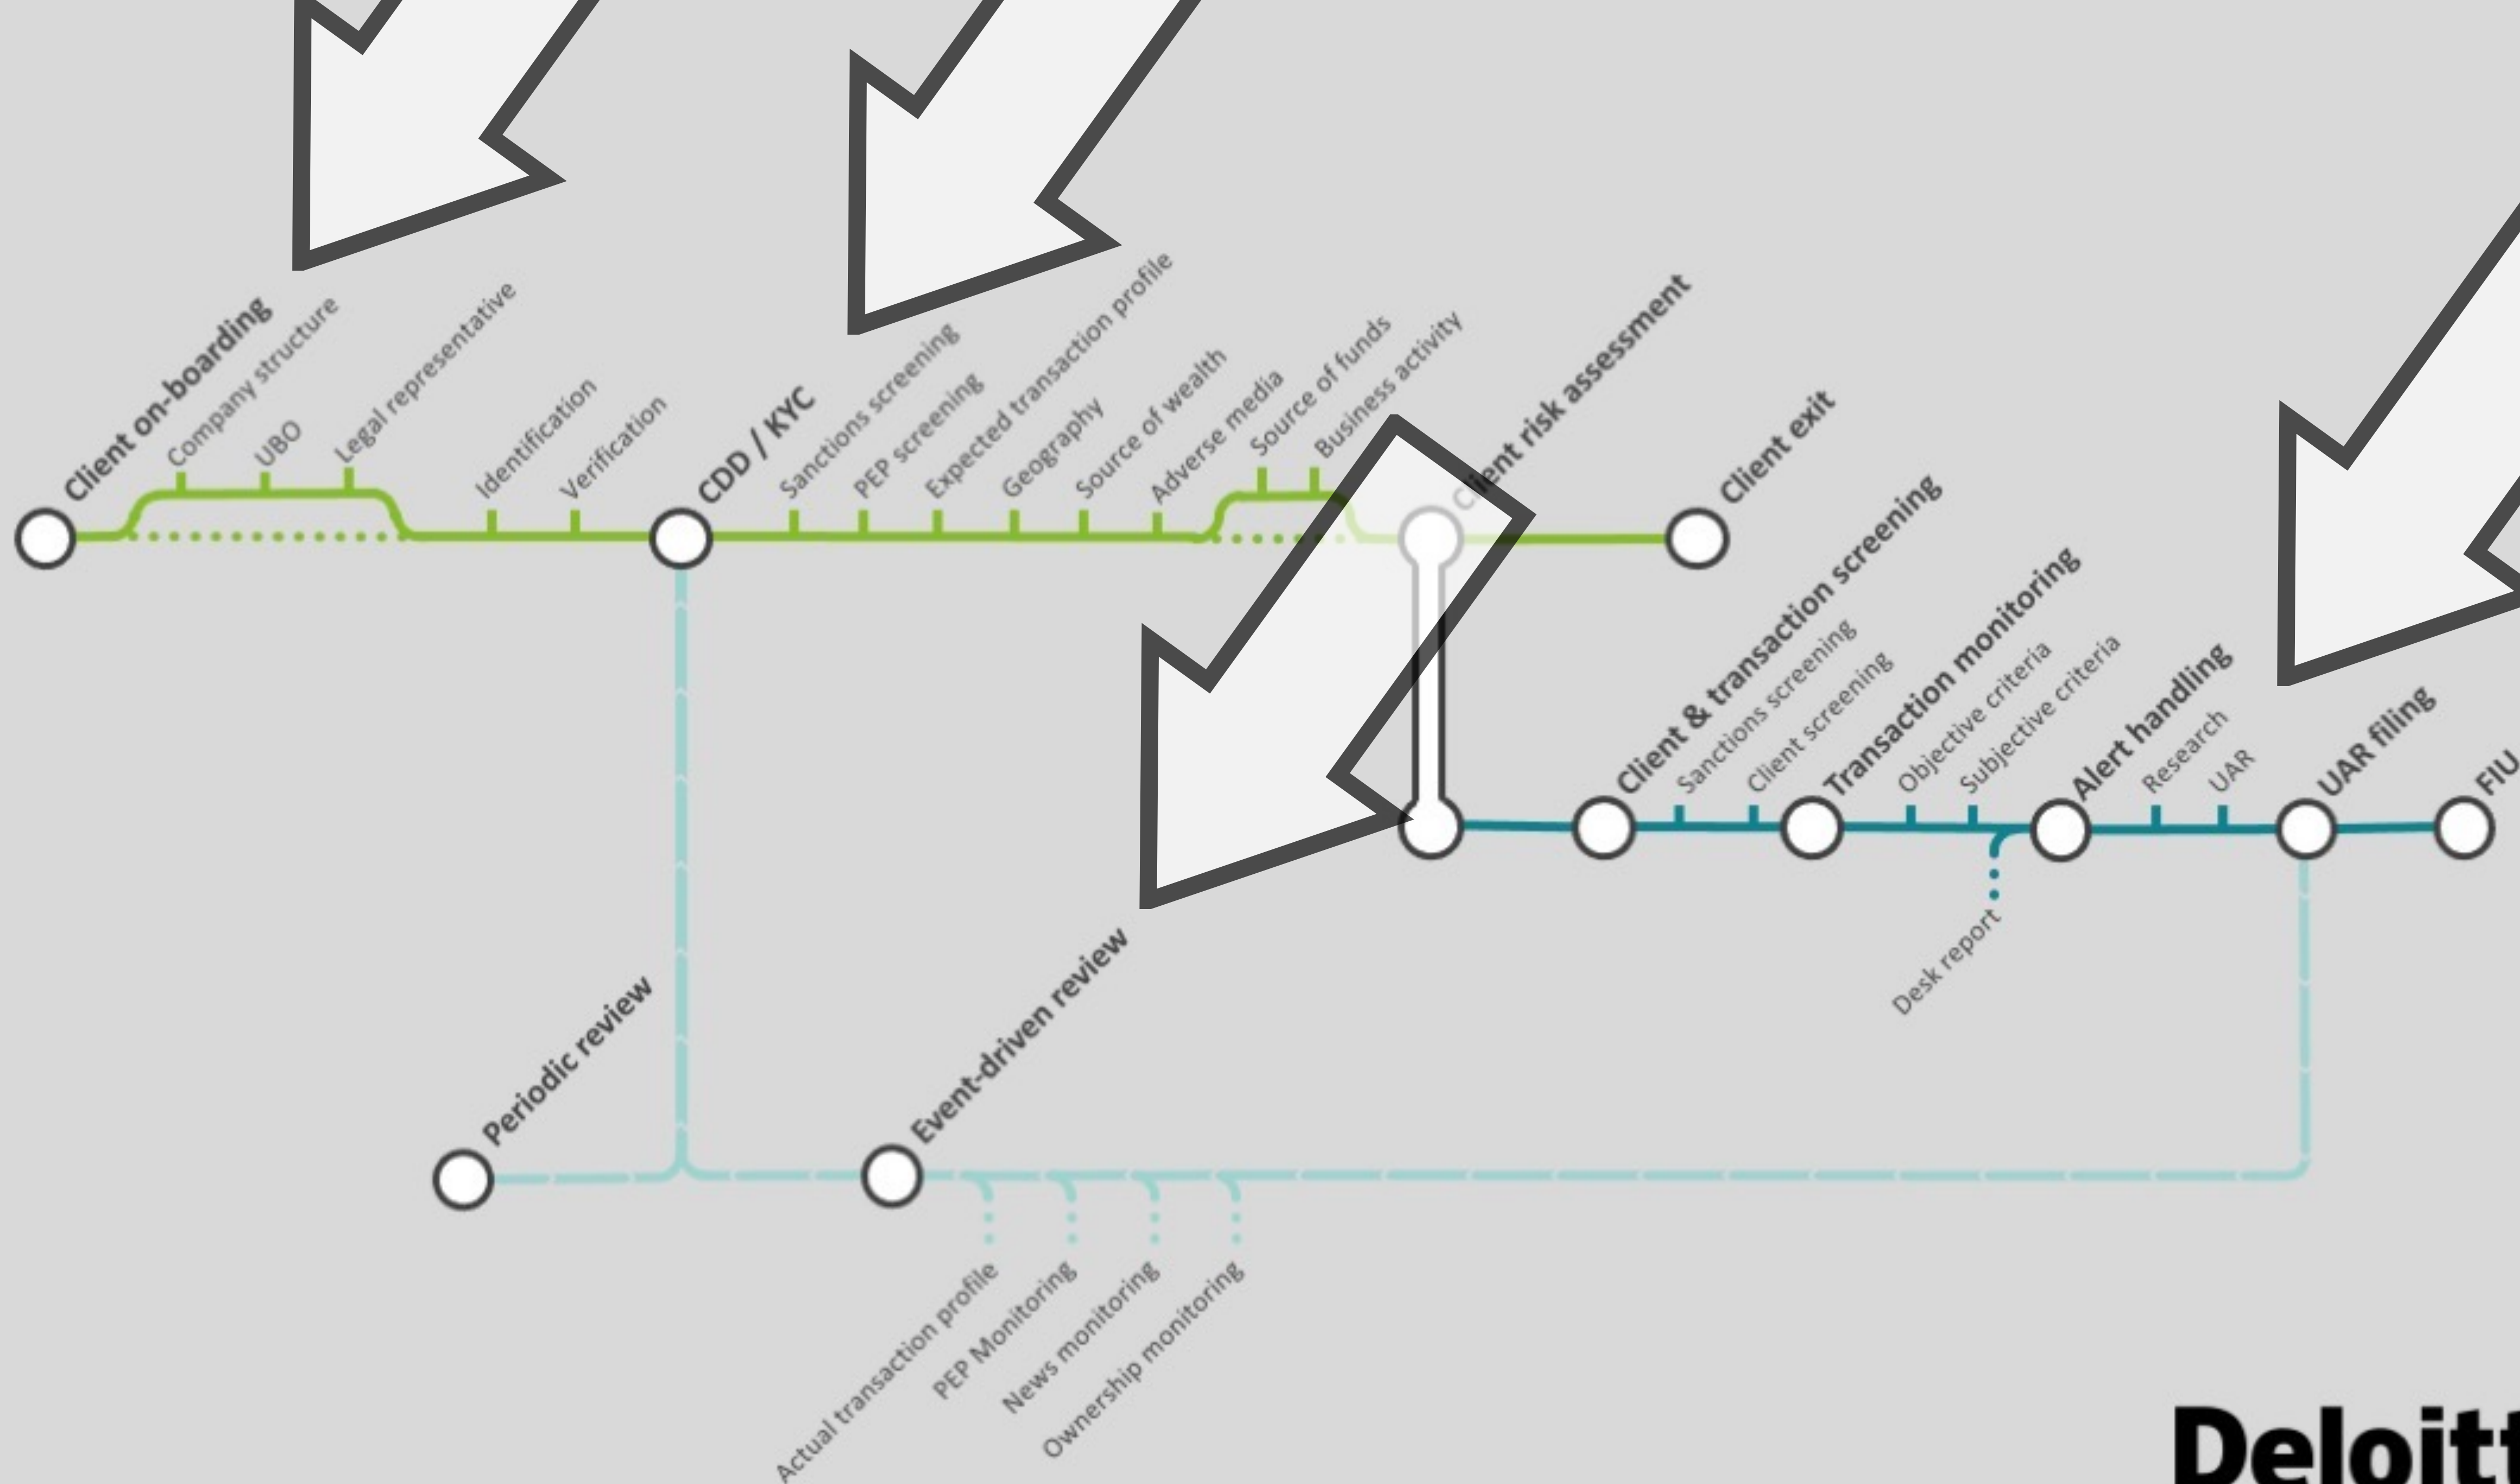 Client on-boarding
Company structure
UBO
Legal representative
Identification
Verification
CDD / KYC
Sanctions screening
PEP screening
Expected transaction profile
Geography
Source of wealth
Adverse media
Source of funds
Business activity
Client risk assessment
Client exit
Client & transaction screening
Sanctions screening
Client screening
Transaction monitoring
Objective criteria
Subjective criteria
Desk report
Alert handling
Research
UAR
UAR filing
FIU
Periodic review
Event-driven review
Actual transaction profile
PEP Monitoring
News monitoring
Ownership monitoring
Deloitt